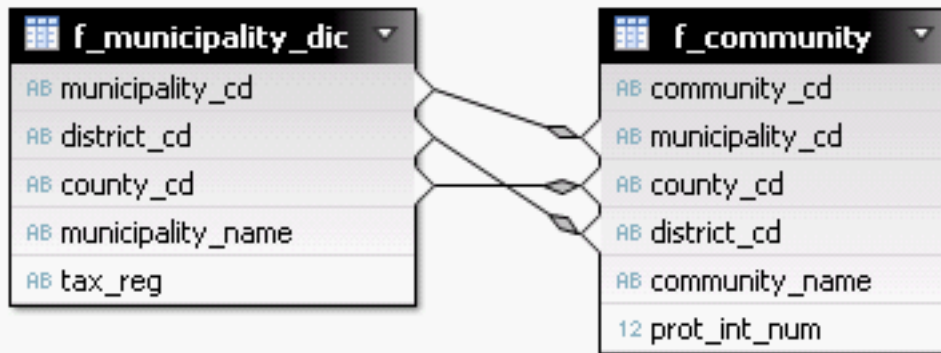 f_municipality_dic
AB municipality_cd
AB district_cd
AB county_cd
AB municipality_name
AB tax_reg
f_community
AB community_cd
AB municipality_cd
AB county_cd
AB district_cd
AB community_name
12 prot_int_num